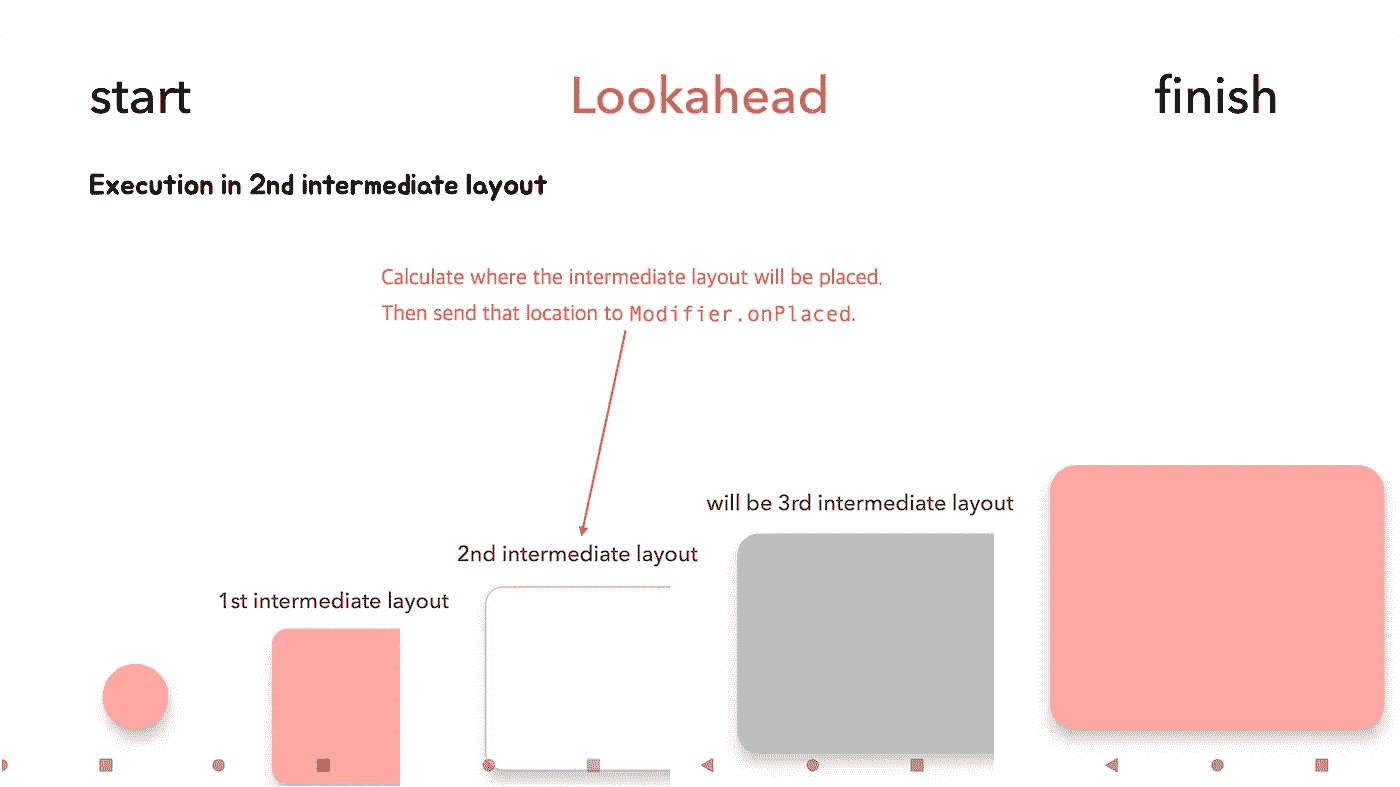 start
Lookahead
finish
Execution in 2nd intermediate layout
Calculate where the intermediate layout will be placed.
Then send that location to Modifier.onPlaced.
will be 3rd intermediate layout
2nd intermediate layout
1st intermediate layout